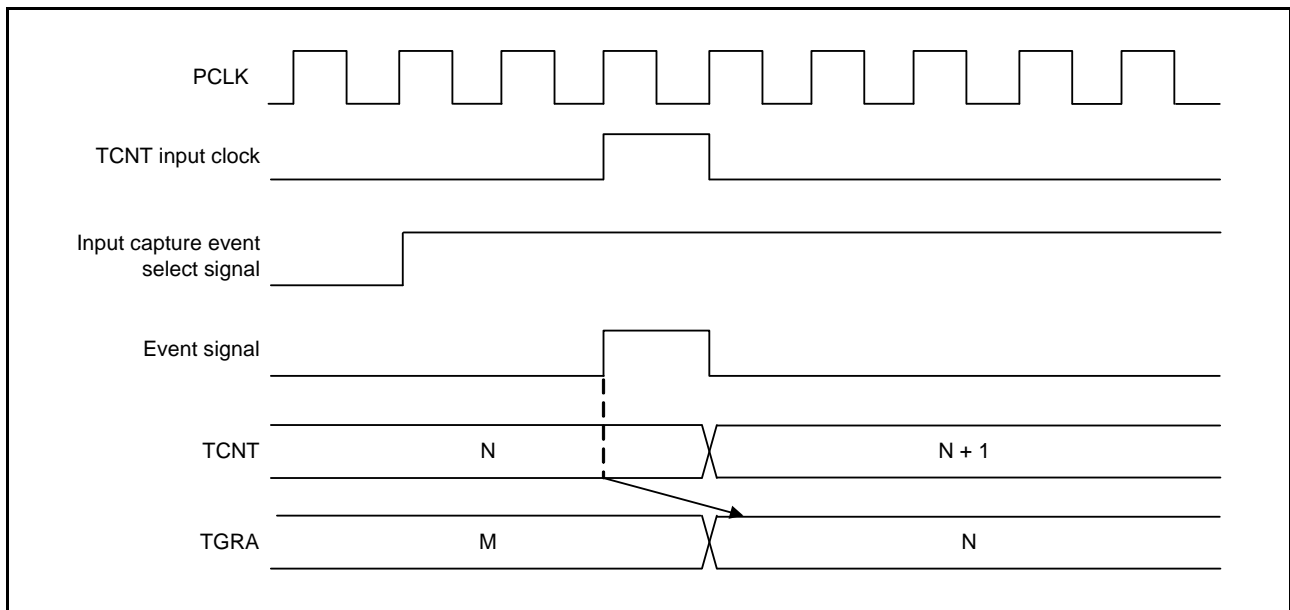 PCLK
TCNT input clock
Input capture event
select signal
Event signal
TCNT
N
N + 1
TGRA
M
N